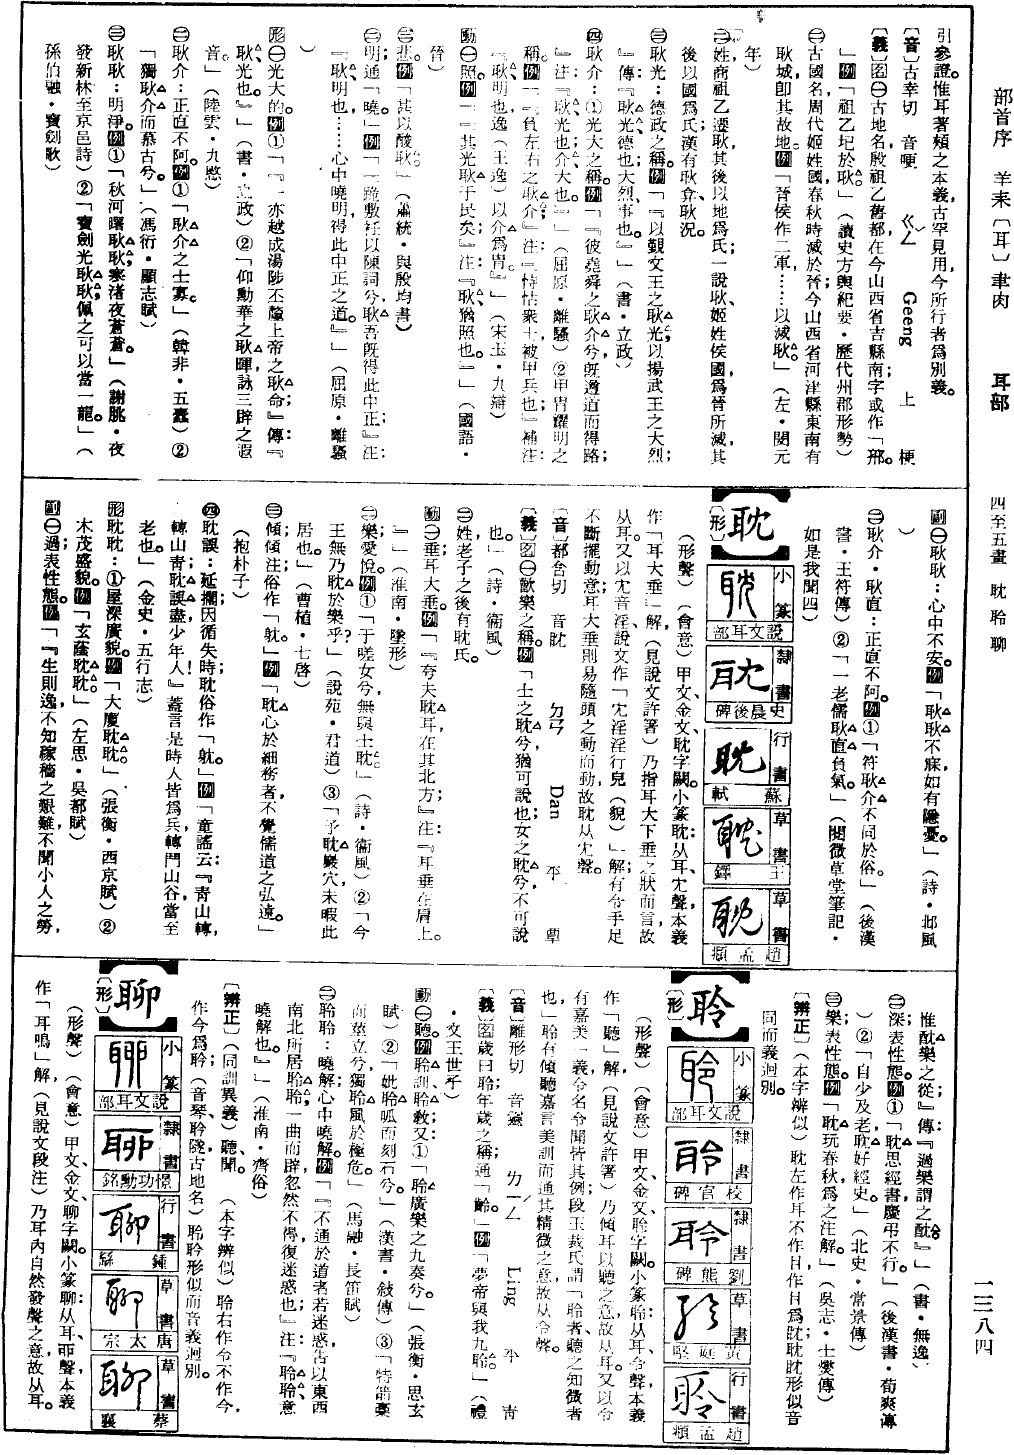 部首序 羊耒〔耳〕聿肉 耳部 四至五畫 耽聆聊 一三八四
引參證。惟耳著頰之本義古罕見用，今所行者爲別義。
〔音〕古幸切 音哽 ㄍㄥˇ Geeng 上 梗
〔義〕名㊀古地名，殷祖乙舊都，在今山西省吉縣南；字或作「邢。
」例「祖乙圮於耿。」（讀史方輿紀要・歷代州郡形勢）
㊁古國名，周代姬姓國，春秋時滅於晉；今山西省河津縣東南有
耿城，卽其故地。例「晉侯作二軍……以滅耿。」（左・閔元
年）
㊂姓，商祖乙遷耿，其後以地爲氏；一說耿，姬姓侯國，爲晉所滅，其
後以國爲氏。漢有耿弇、耿況。
㊂耿光：德政之稱。例「『以覲文王之耿光，以揚武王之大烈；
』傳：『耿，光德也；大烈，事也。』」（書・立政）
㊃耿介：①光大之稱。例「『彼堯舜之耿介兮，旣遵道而得路；
』注：『耿，光也；介，大也。』」（屈原・離騷）②甲胄耀明之
稱。例「『負左右之耿介；』注：『恃怙衆士，被甲兵也。』補注：
『耿，明也；逸（王逸）以介爲胄。』」（宋玉・九辯）
動㊀照。例「『其光耿于民矣。』注：『耿，猶照也。』」（國語・
晉）
㊁悲。例「甚以酸耿。」（蕭統・與殷均書）
㊂明；通「曉。」例「『跪敷衽以陳詞兮，耿吾旣得此中正。』注：
『耿，明也，……心中曉明得此中正之道。』」（屈原・離騷
）
形㊀光大的。例①「『亦越成湯陟，丕釐上帝之耿命。』傳：『
耿，光也。』」（書・立政）②「仰勳華之耿暉，詠三辟之遐
音。」（陸雲・九愍）
㊁耿介：正直不阿。例①「耿介之士寡。」（韓非・五蠹）②
「獨耿介而慕古兮。」（馮衍・顯志賦）
㊂耿耿：明淨。例①「秋河曙耿耿，寒渚夜蒼蒼。」（謝朓・夜
發新林至京邑詩）②「寶劍光耿耿，佩之可以當一龍。」（
孫伯融・寶劍歌）
副㊀耿耿：心中不安。例「耿耿不寐，如有隱憂。」（詩・邶風
）
㊁耿介・耿直：正直不阿。例①「符耿介不同於俗。」（後漢
書・王符傳）②「一老儒耿直負氣。」（閱微草堂筆記・
如是我聞四）
【耽】
〔形〕
小篆 說文耳部
隸書 史晨後碑
行書 蘇軾
草書 王鐸
草書 趙孟頫
（形聲）（會意）甲文、金文耽字闕。小篆耽：从耳，冘聲，本義
作「耳大垂」解，（見說文許著）乃指耳大下垂之狀而言，故
从耳。又以冘音淫，說文作「冘淫淫行皃（貌）」解，有令手足
不斷擺動意，耳大垂則易隨頭之動而動，故耽从冘聲。
〔音〕都含切 音眈 ㄉㄢ Dan 平 覃
〔義〕名㊀歡樂之稱。例「士之耽兮，猶可說也；女之耽兮，不可說
也。」（詩・衞風）
㊁姓，老子之後有耽氏。
動㊀垂耳；大垂。例「『夸夫耽耳，在其北方。』注：『耳垂在肩上。
』」（淮南・墬形）
㊁樂；愛悅。例①「于嗟女兮，無與士耽。」（詩・衞風）②「今
王無乃耽於樂乎？」（說苑・君道）③「予耽巖穴，未暇此
居也。」（曹植・七啓）
㊂傾；傾注；俗作「躭。」例「耽心於細務者，不覺儒道之弘遠。」
（抱朴子）
㊃耽誤：延擱因循失時；耽俗作「躭。」例「童謠云：『靑山轉，
轉山靑，耽誤盡，少年人！』蓋言是時人皆爲兵，轉鬥山谷，當至
老也。」（金史・五行志）
形耽耽：①屋深廣貌。例「大廈耽耽。」（張衡・西京賦）②
木茂盛貌。例「玄蔭耽耽。」（左思・吳都賦）
副㊀過；表性態。例「『生則逸，不知稼穡之艱難，不聞小人之勞，
惟耽樂之從。』傳：『過樂謂之耽。』」（書・無逸）
㊁深；表性態。例①「耽思經書，慶弔不行。」（後漢書・荀爽傳
）②「自少及老，耽好經史。」（北史・常景傳）
㊂樂；表性態。例「耽玩春秋，爲之注解。」（吳志・士燮傳）
〔辨正〕（本字辨似）耽左作耳，不作目，作目爲眈；眈耽形似音
同而義迥別。
【聆】
〔形〕
小篆 說文耳部
隸書 校官碑
隸書 劉熊碑
草書 黃庭堅
行書 趙孟頫
（形聲）（會意）甲文、金文聆字闕。小篆聆：从耳，令聲，本義
作「聽」解，（見說文許著）乃傾耳以聽之意，故从耳。又以令
有嘉美一義，令名、令聞皆其例。段玉裁氏謂「聆者，聽之知微者
也，」聆有傾聽嘉言美訓而通其精微之意，故从令聲。
〔音〕離形切 音靈 ㄌㄧㄥˊ Ling 平 靑
〔義〕名歲曰聆，年歲之稱；通「齡。」例「夢帝與我九聆。」（禮
・文王世子）
動㊀聽。例聆訓、聆敎。又：①「聆廣樂之九奏兮。」（張衡・思玄
賦）②「妣聆呱而刻石兮。」（漢書・敍傳）③「特箭槀
而莖立兮，獨聆風於極危。」（馬融・長笛賦）
㊁聆聆：曉解；心中曉解。例「『不通於道者若迷惑，告以東西
南北，所居聆聆；一曲而辟，忽然不得，復迷惑也。』注：『聆聆，意
曉解也。』」（淮南・齊俗）
〔辨正〕（同訓異義）聽、聞。（本字辨似）聆右作令，不作今，
作今爲聇（音琴，聇隧，古地名）聆聇形似而音義迥別。
【聊】
〔形〕
小篆 說文耳部
隸書 憬功勳銘
行書 鍾繇
草書 唐太宗
草書 蔡襄
（形聲）（會意）甲文、金文聊字闕。小篆聊：从耳，丣聲，本義
作「耳鳴」解，（見說文段注）乃耳內自然發聲之意，故从耳。